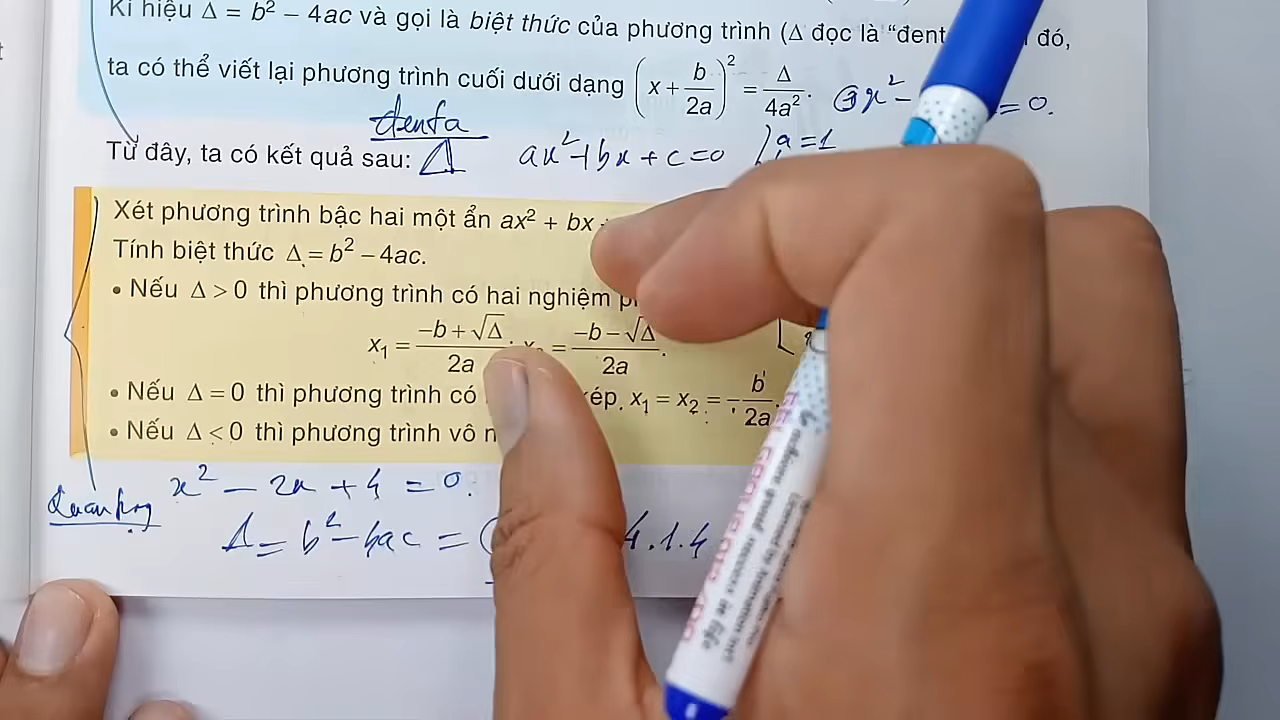 Kí hiệu Δ = b² – 4ac và gọi là biệt thức của phương trình (Δ đọc là “đent đó,
ta có thể viết lại phương trình cuối dưới dạng (x + b/2a)² = Δ/4a².
x² – = 0.
denta
Từ đây, ta có kết quả sau: Δ ax² + bx + c = 0 a = 1
Xét phương trình bậc hai một ẩn ax² + bx
Tính biệt thức Δ = b² – 4ac.
• Nếu Δ > 0 thì phương trình có hai nghiệm
x₁ = (–b + √Δ)/2a; = (–b – √Δ)/2a.
• Nếu Δ = 0 thì phương trình có kép x₁ = x₂ = –b/2a.
• Nếu Δ < 0 thì phương trình vô
x² – 2x + 4 = 0.
Quan trọng
Δ = b² – 4ac = ( 4.1.4